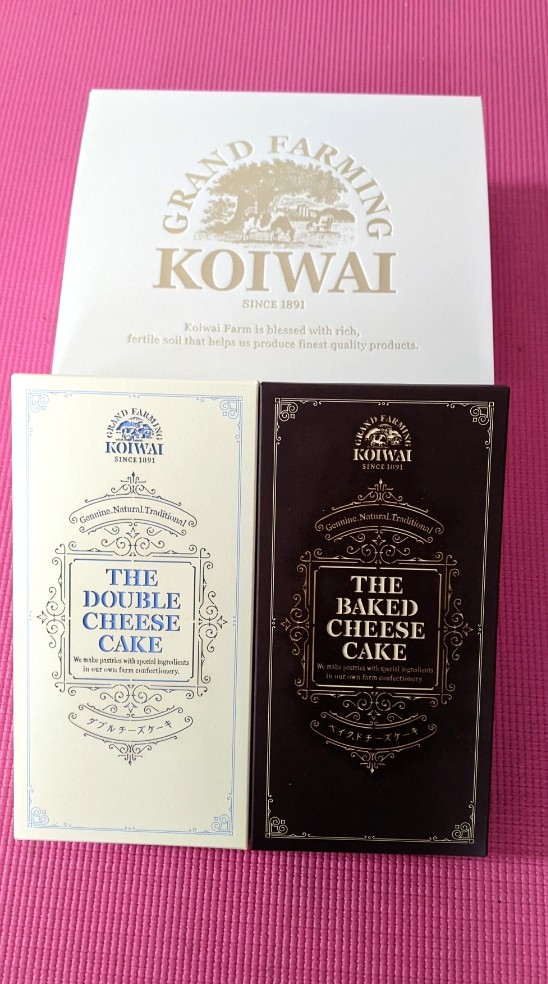 GRAND FARMING
KOIWAI
SINCE 1891
Koiwai Farm is blessed with rich,
fertile soil that helps us produce finest quality products.
GRAND FARMING
KOIWAI
SINCE 1891
Genuine.Natural.Traditional
THE
DOUBLE
CHEESE
CAKE
We make pastries with special ingredients
in our own farm confectionery.
ダブルチーズケーキ
GRAND FARMING
KOIWAI
SINCE 1891
Genuine.Natural.Traditional
THE
BAKED
CHEESE
CAKE
We make pastries with special ingredients
in our own farm confectionery.
ベイクドチーズケーキ